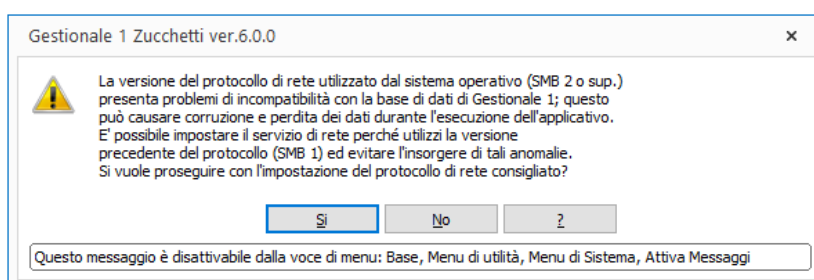 Gestionale 1 Zucchetti ver.6.0.0
La versione del protocollo di rete utilizzato dal sistema operativo (SMB 2 o sup.)
presenta problemi di incompatibilità con la base di dati di Gestionale 1; questo
può causare corruzione e perdita dei dati durante l'esecuzione dell'applicativo.
E' possibile impostare il servizio di rete perché utilizzi la versione
precedente del protocollo (SMB 1) ed evitare l'insorgere di tali anomalie.
Si vuole proseguire con l'impostazione del protocollo di rete consigliato?
Si No ?
Questo messaggio è disattivabile dalla voce di menu: Base, Menu di utilità, Menu di Sistema, Attiva Messaggi